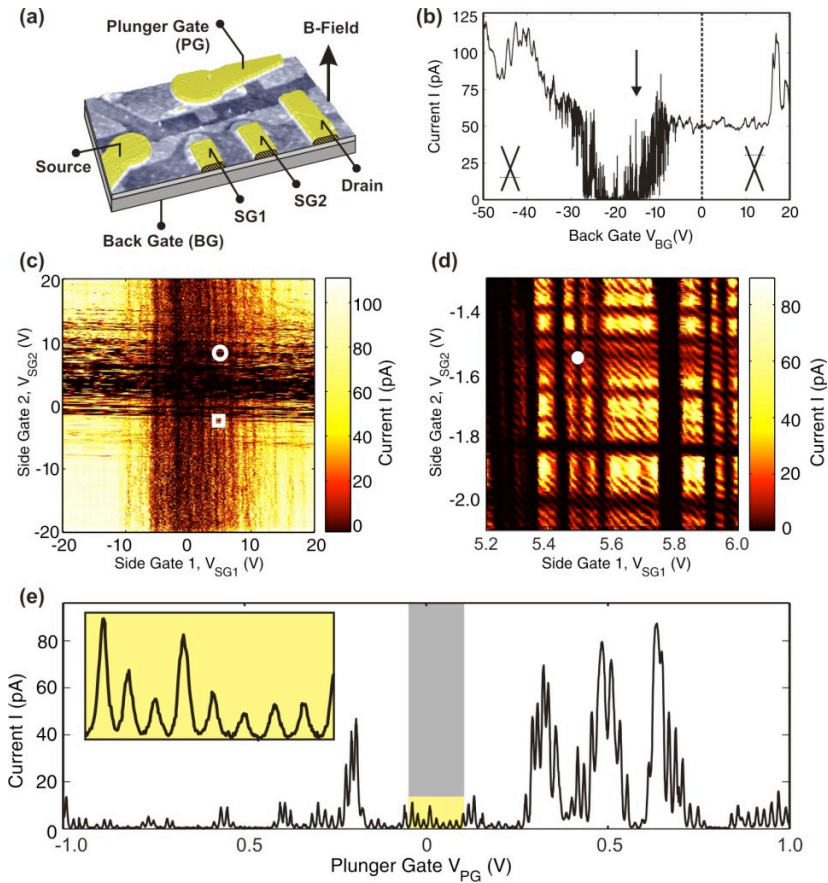 (a)
Plunger Gate
(PG)
B-Field
Source
SG1
SG2
Drain
Back Gate (BG)
(b)
Current I (pA)
125
100
75
50
25
0
-50 -40 -30 -20 -10 0 10 20
Back Gate V_BG(V)
(c)
Side Gate 2, V_SG2 (V)
20
10
0
-10
-20
-20 -10 0 10 20
Side Gate 1, V_SG1 (V)
100
80
60
40
20
0
Current I (pA)
(d)
Side Gate 2, V_SG2 (V)
-1.4
-1.6
-1.8
-2.0
5.2 5.4 5.6 5.8 6.0
Side Gate 1, V_SG1 (V)
80
60
40
20
0
Current I (pA)
(e)
Current I (pA)
80
60
40
20
0
-1.0 0.5 0 0.5 1.0
Plunger Gate V_PG (V)